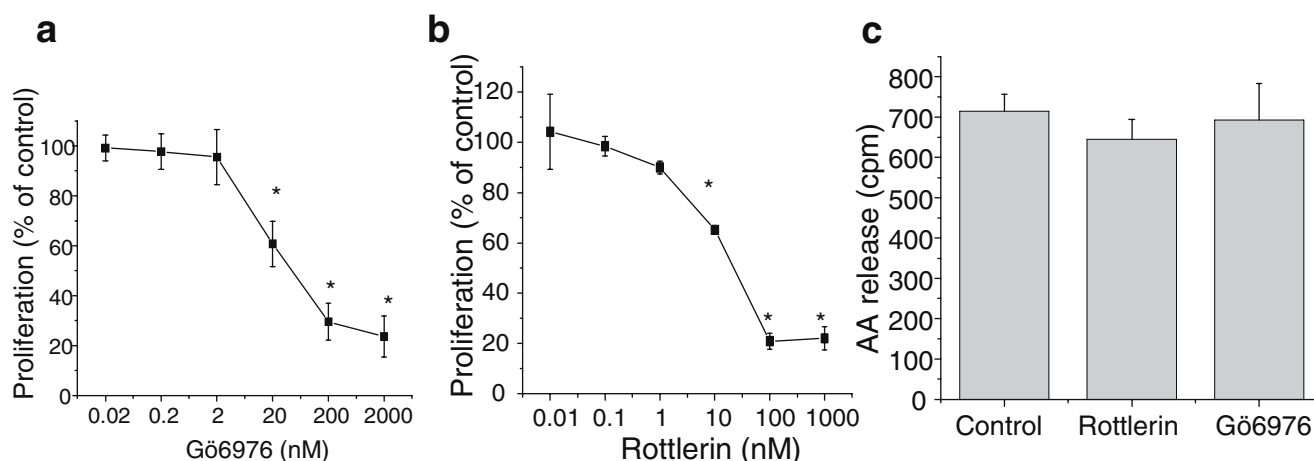 a
Proliferation (% of control)
100
80
60
40
20
0
*
*
*
0.02 0.2 2 20 200 2000
Gö6976 (nM)
b
Proliferation (% of control)
120
100
80
60
40
20
0
*
*
*
0.01 0.1 1 10 100 1000
Rottlerin (nM)
c
AA release (cpm)
800
700
600
500
400
300
200
100
0
Control Rottlerin Gö6976